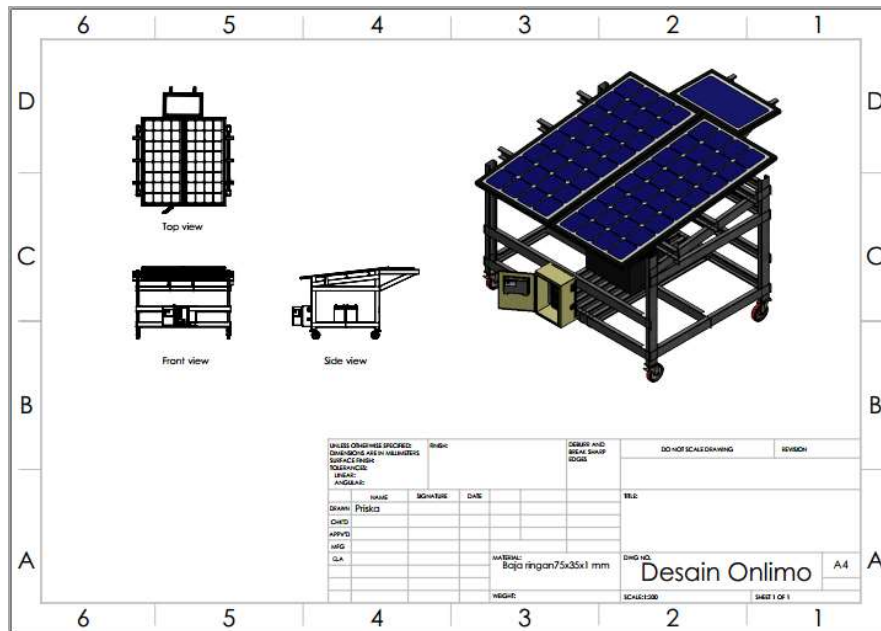 6 5 4 3 2 1
D D
Top view
C C
Front view Side view
B B
UNLESS OTHERWISE SPECIFIED:
DIMENSIONS ARE IN MILLIMETERS
SURFACE FINISH:
TOLERANCES:
LINEAR:
ANGULAR:
FINISH:
DEBURR AND
BREAK SHARP
EDGES
DO NOT SCALE DRAWING
REVISION
NAME SIGNATURE DATE
TITLE:
DRAWN Priska
CHK'D
APPV'D
MFG
Q.A
MATERIAL:
Baja ringan75x35x1 mm
DWG NO.
Desain Onlimo
A4
A A
WEIGHT:
SCALE:1:500
SHEET 1 OF 1
6 5 4 3 2 1